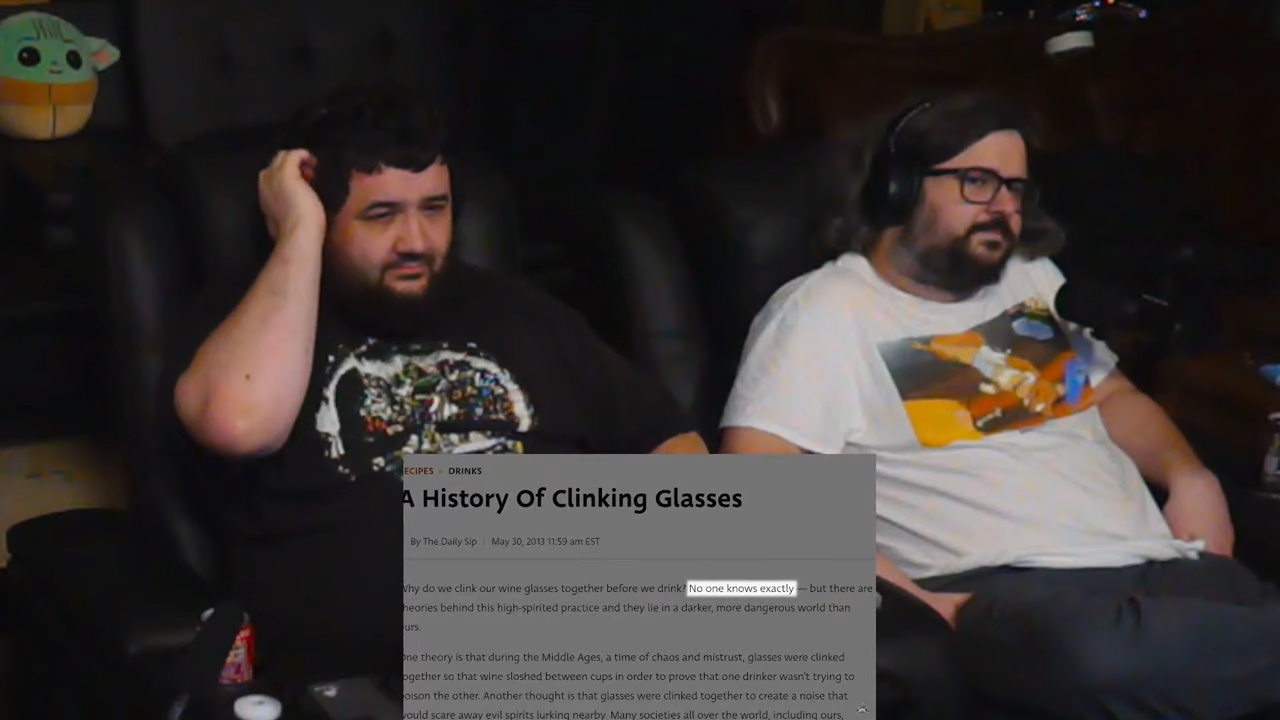 ECIPES > DRINKS
A History Of Clinking Glasses
By The Daily Sip | May 30, 2013 11:59 am EST
Why do we clink our wine glasses together before we drink? No one knows exactly — but there are
theories behind this high-spirited practice and they lie in a darker, more dangerous world than
urs.
One theory is that during the Middle Ages, a time of chaos and mistrust, glasses were clinked
together so that wine sloshed between cups in order to prove that one drinker wasn't trying to
poison the other. Another thought is that glasses were clinked together to create a noise that
would scare away evil spirits lurking nearby. Many societies all over the world, including ours,